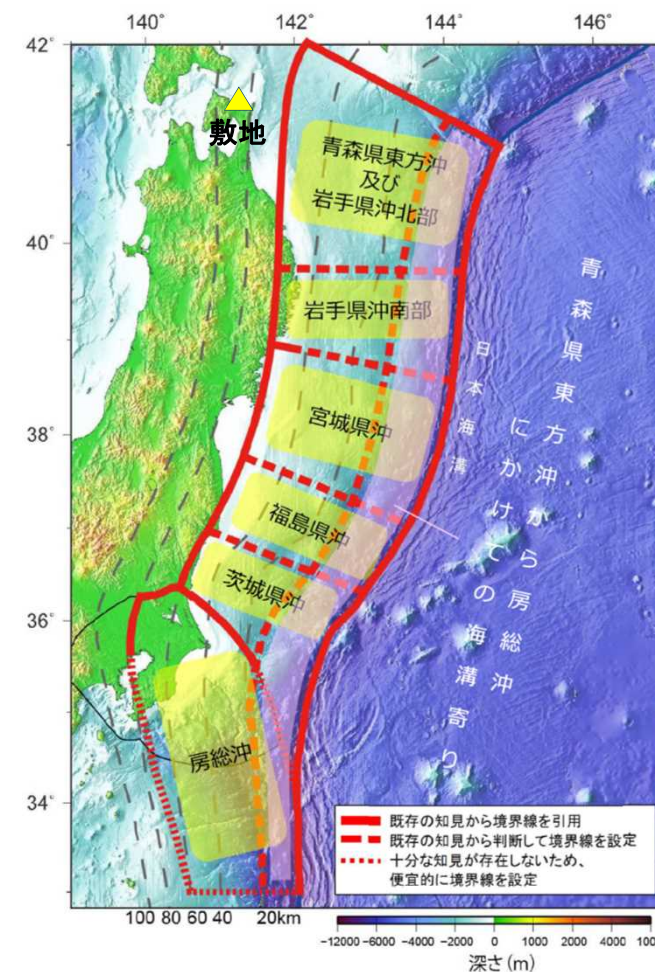 140° 142° 144° 146°
42°
敷地
青森県東方沖
及び
岩手県沖北部
40°
岩手県沖南部
日本海溝
青森県東方沖から房総沖
にかけての海溝寄り
38°
宮城県沖
福島県沖
茨城県沖
36°
房総沖
34°
既存の知見から境界線を引用
既存の知見から判断して境界線を設定
十分な知見が存在しないため、
便宜的に境界線を設定
100 80 60 40 20km
-12000 -6000 -4000 -2000 0 1000 2000 4000 1000
深さ(m)